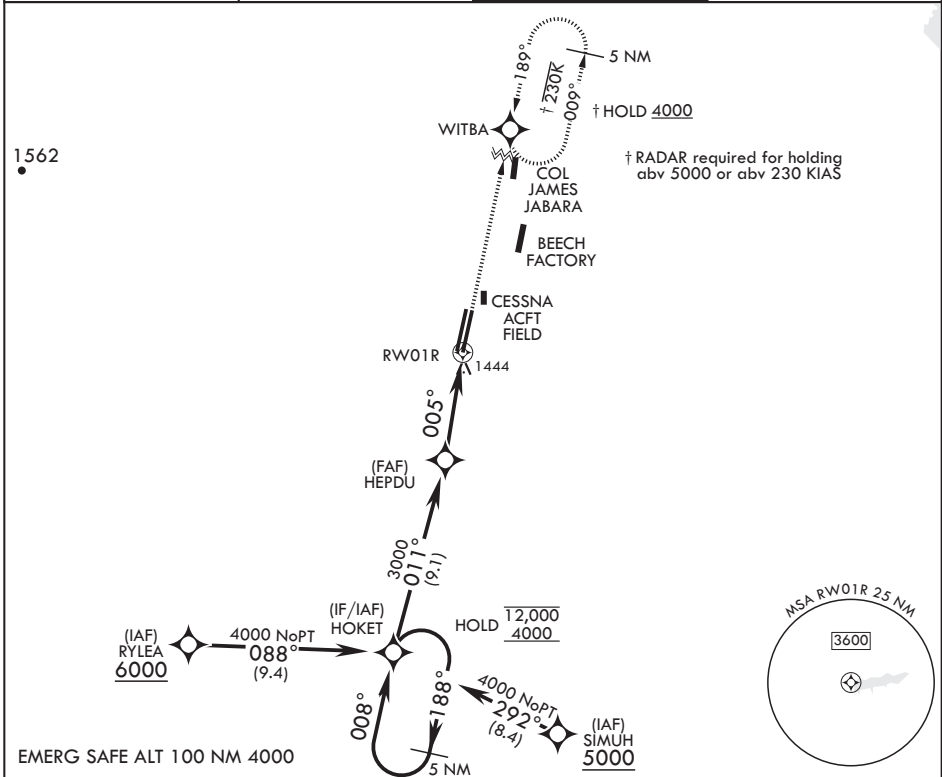 189°
5 NM
† 230K
009°
† HOLD 4000
WITBA
1562
† RADAR required for holding
abv 5000 or abv 230 KIAS
COL
JAMES
JABARA
BEECH
FACTORY
CESSNA
ACFT
FIELD
RW01R
1444
005°
(FAF)
HEPDU
3000
011°
(9.1)
(IF/IAF)
HOKET
HOLD 12,000
4000
MSA RW01R 25 NM
3600
(IAF)
RYLEA
6000
4000 NoPT
088°
(9.4)
008°
188°
4000 NoPT
292°
(8.4)
(IAF)
SIMUH
5000
EMERG SAFE ALT 100 NM 4000
5 NM